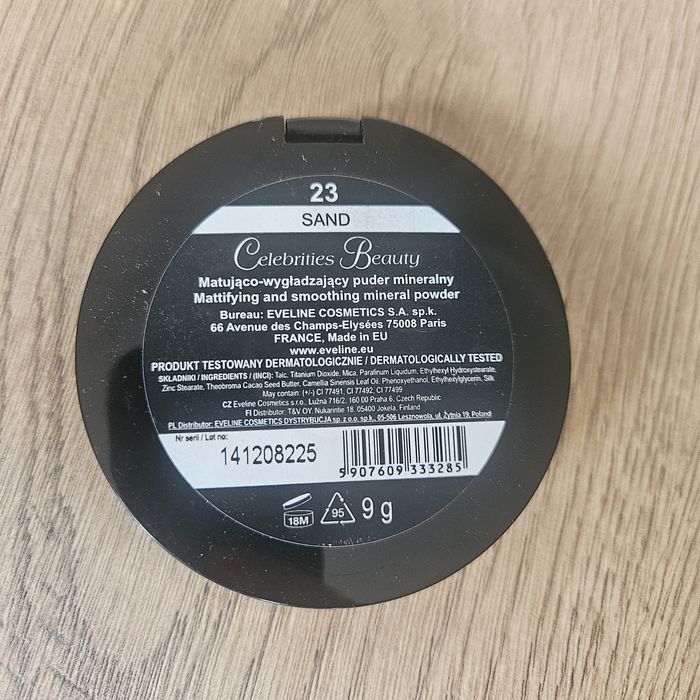 23
SAND
Celebrities Beauty
Matująco-wygładzający puder mineralny
Mattifying and smoothing mineral powder
Bureau: EVELINE COSMETICS S.A. sp.k.
66 Avenue des Champs-Elysées 75008 Paris
FRANCE, Made in EU
www.eveline.eu
PRODUKT TESTOWANY DERMATOLOGICZNIE / DERMATOLOGICALLY TESTED
SKŁADNIKI / INGREDIENTS / (INCI): Talc, Titanium Dioxide, Mica, Parafinum Liquidum, Ethylhexyl Hydroxystearate,
Zinc Stearate, Theobroma Cacao Seed Butter, Camellia Sinensis Leaf Oil, Phenoxyethanol, Ethylhexylglycerin, Silk.
May contain: (+/-) CI 77491, CI 77492, CI 77499
CZ Eveline Cosmetics s.r.o., Lužná 716/2, 160 00 Praha 6, Czech Republic
FI Distributor: T&V OY. Nukarintie 18, 05400 Jokela, Finland
PL Distributor: EVELINE COSMETICS DYSTRYBUCJA sp. z o.o. sp.k., 05-506 Lesznowola, ul. Żytnia 19, Poland
Nr serii / Lot no:
141208225
5907609 333285
18M
95
9 g